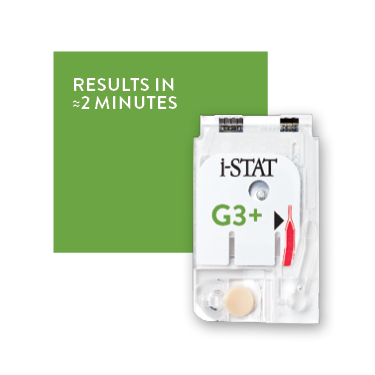 RESULTS IN
≈2 MINUTES
i-STAT
G3+